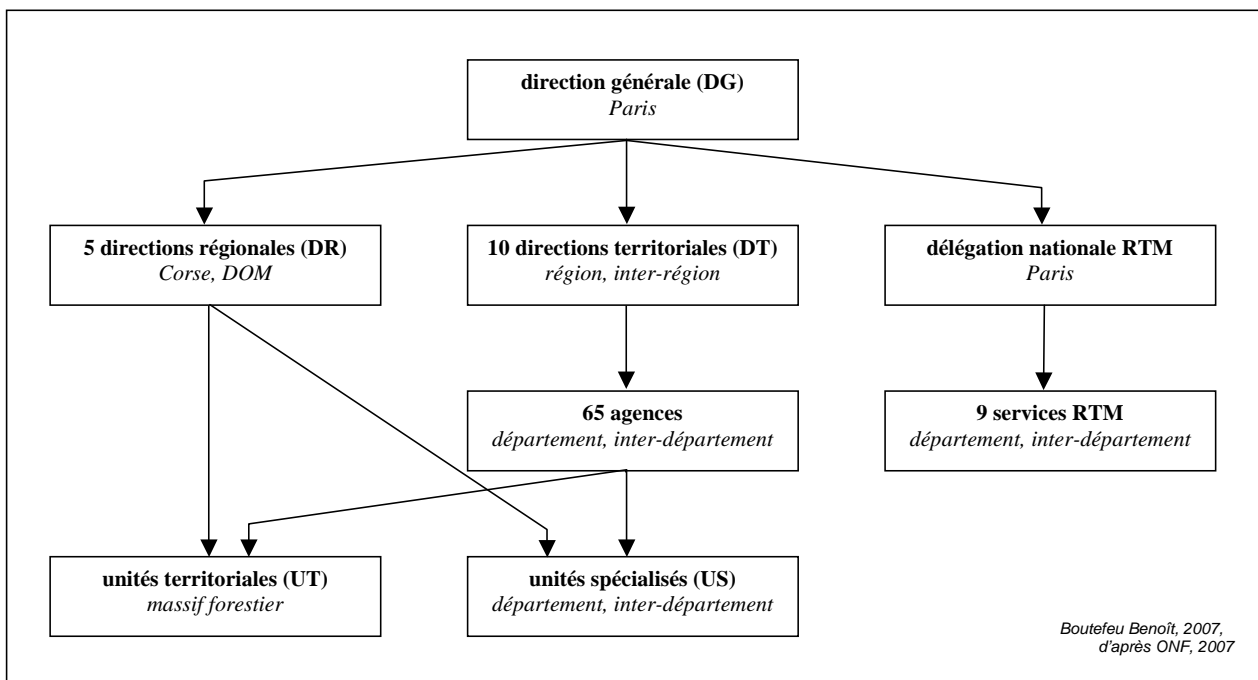 direction générale (DG)
Paris
5 directions régionales (DR)
Corse, DOM
10 directions territoriales (DT)
région, inter-région
délégation nationale RTM
Paris
65 agences
département, inter-département
9 services RTM
département, inter-département
unités territoriales (UT)
massif forestier
unités spécialisés (US)
département, inter-département
Boutefeu Benoît, 2007,
d'après ONF, 2007